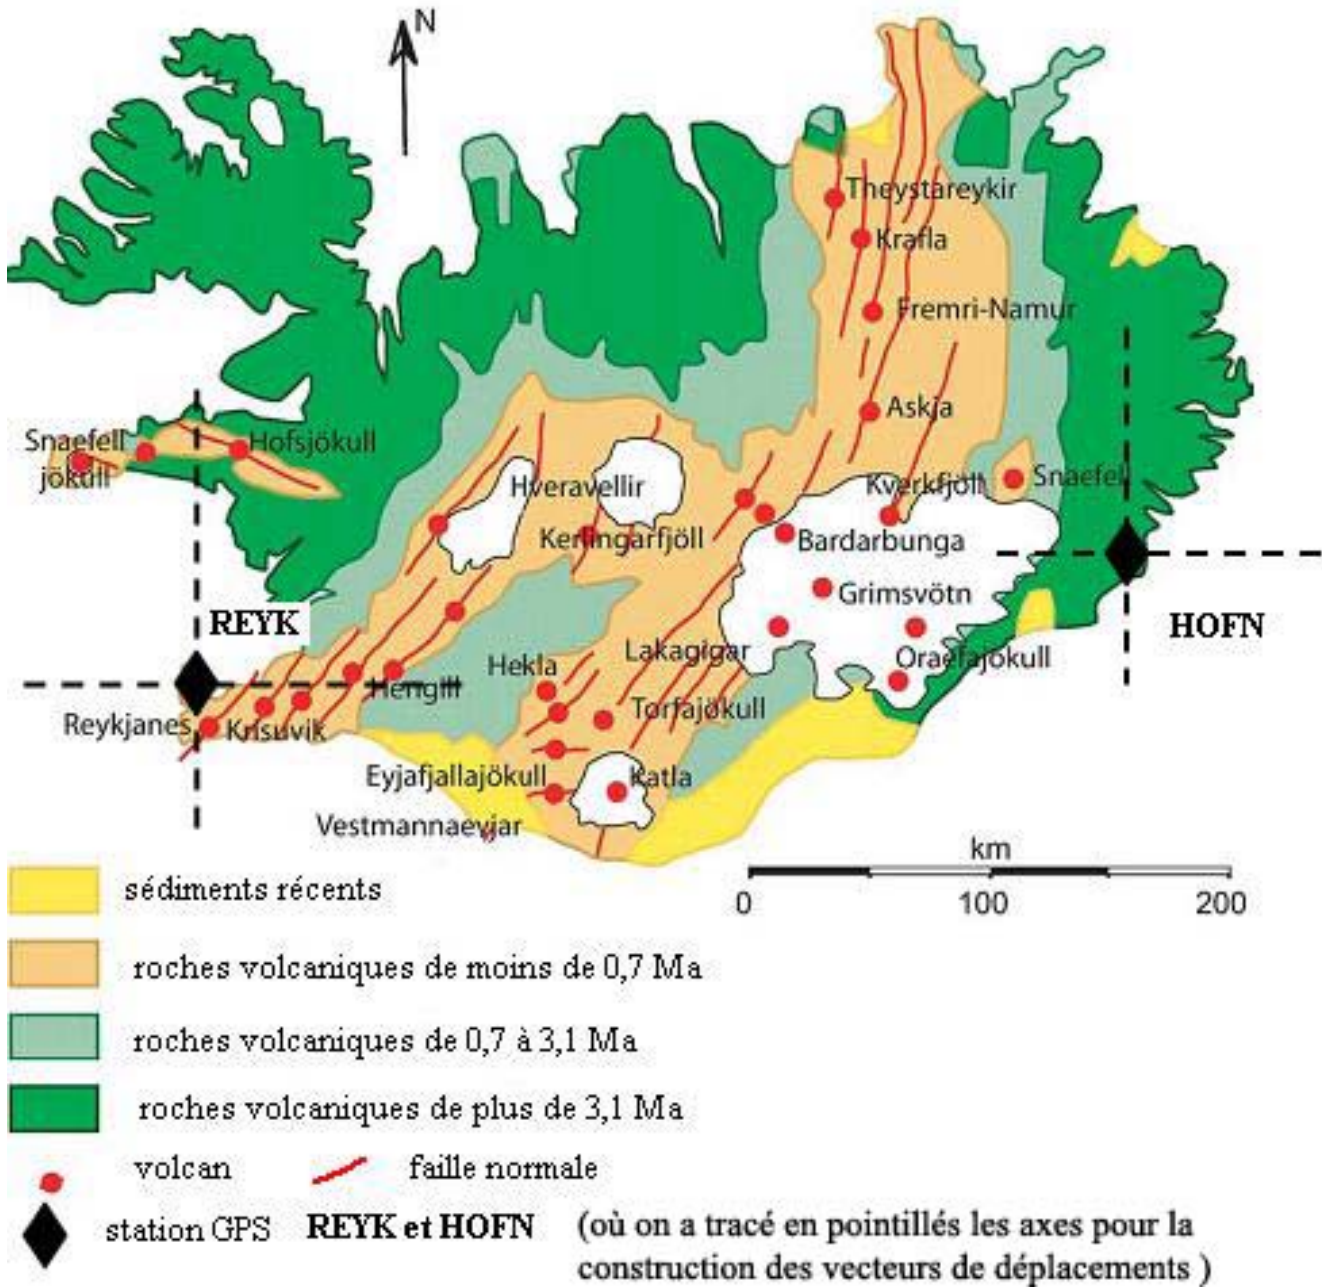 N
Theystareykir
Krafla
Fremri-Namur
Askja
Snaefell
jökull
Hofsjökull
Hveravellir
Kverkfjöll
Snaefel
Kerlingarfjöll
Bardarbunga
Grimsvötn
REYK
HOFN
Lakagigar
Oraefajökull
Hekla
Hengill
Torfajökull
Reykjanes
Krisuvik
Eyjafjallajökull
Katla
Vestmannaeyjar
km
0 100 200
sédiments récents
roches volcaniques de moins de 0,7 Ma
roches volcaniques de 0,7 à 3,1 Ma
roches volcaniques de plus de 3,1 Ma
volcan faille normale
station GPS REYK et HOFN (où on a tracé en pointillés les axes pour la
construction des vecteurs de déplacements )